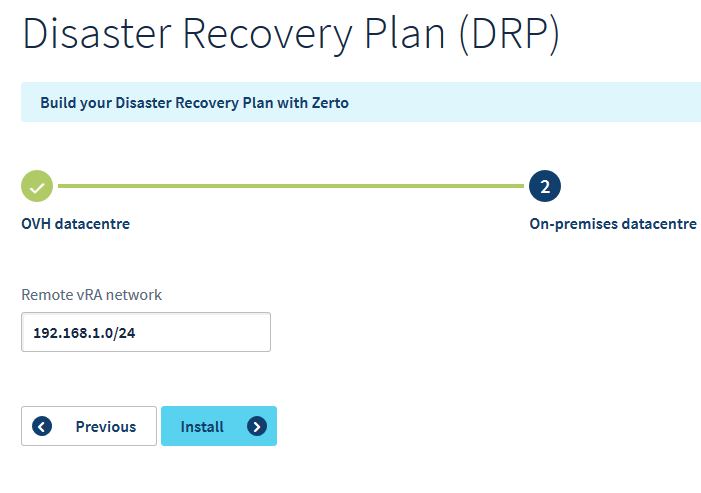 Disaster Recovery Plan (DRP)
Build your Disaster Recovery Plan with Zerto
2
OVH datacentre
On-premises datacentre
Remote vRA network
192.168.1.0/24
Previous
Install